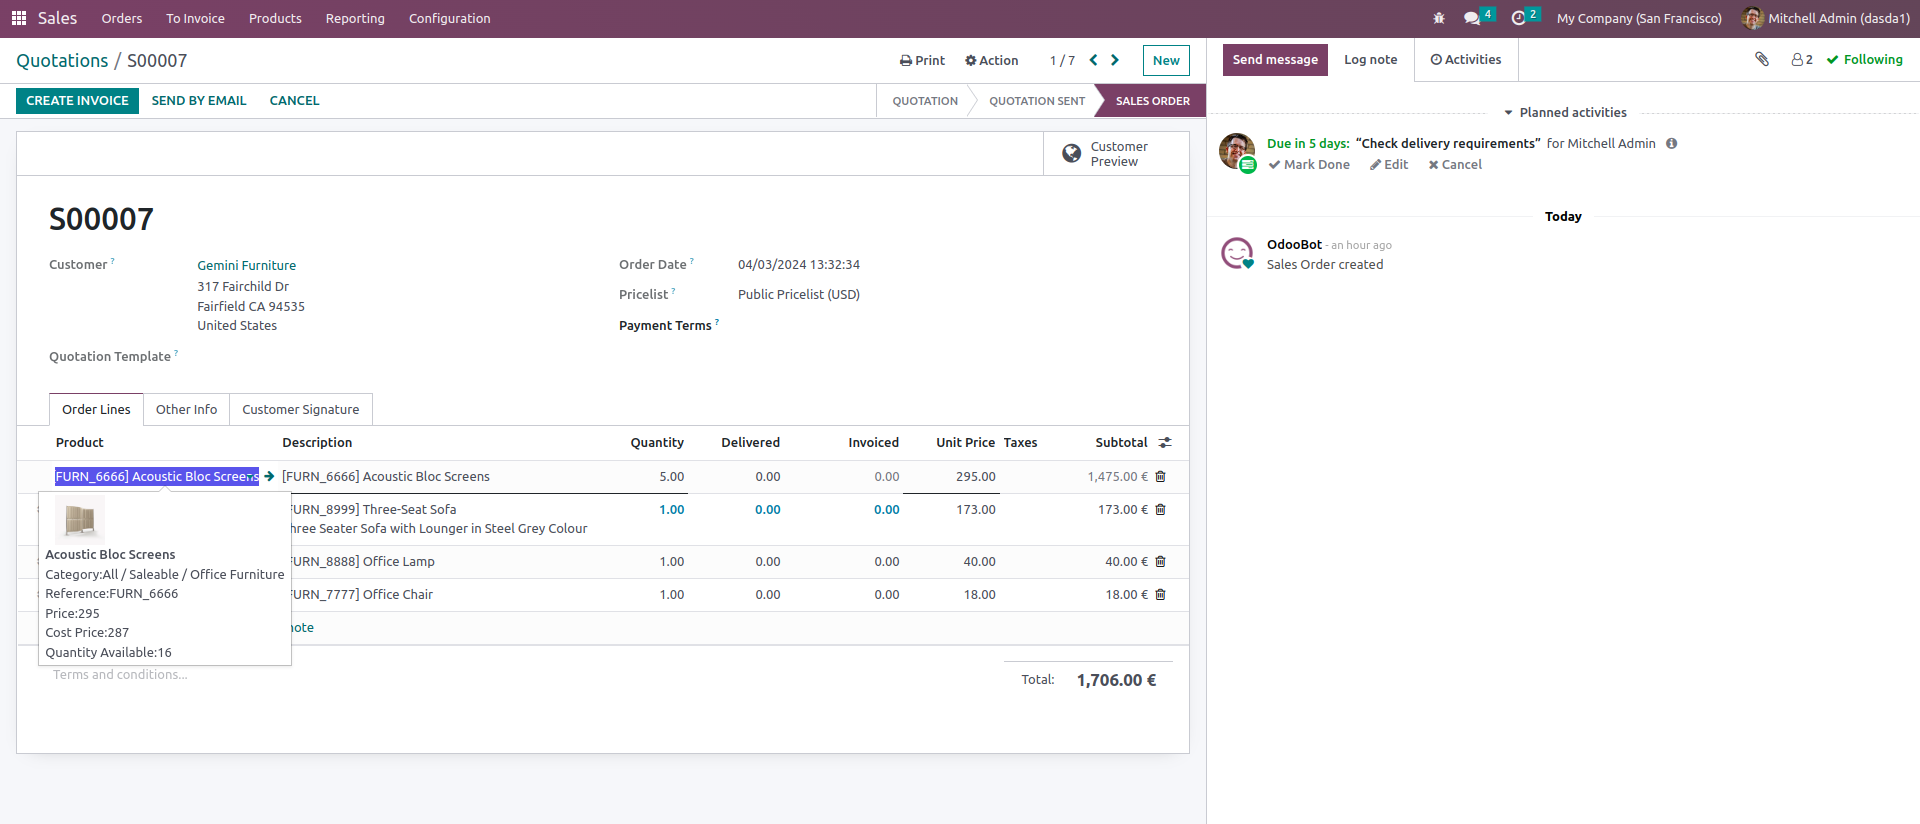 Sales Orders To Invoice Products Reporting Configuration 4 2 My Company (San Francisco) Mitchell Admin (dasda1)
Quotations / S00007 Print Action 1 / 7 New
CREATE INVOICE SEND BY EMAIL CANCEL QUOTATION QUOTATION SENT SALES ORDER
Customer
Preview
S00007
Customer ? Gemini Furniture
317 Fairchild Dr
Fairfield CA 94535
United States
Quotation Template ?
Order Date ? 04/03/2024 13:32:34
Pricelist ? Public Pricelist (USD)
Payment Terms ?
Order Lines Other Info Customer Signature
Product Description Quantity Delivered Invoiced Unit Price Taxes Subtotal
FURN_6666] Acoustic Bloc Screens [FURN_6666] Acoustic Bloc Screens 5.00 0.00 0.00 295.00 1,475.00 €
FURN_8999] Three-Seat Sofa 1.00 0.00 0.00 173.00 173.00 €
hree Seater Sofa with Lounger in Steel Grey Colour
FURN_8888] Office Lamp 1.00 0.00 0.00 40.00 40.00 €
FURN_7777] Office Chair 1.00 0.00 0.00 18.00 18.00 €
note
Acoustic Bloc Screens
Category:All / Saleable / Office Furniture
Reference:FURN_6666
Price:295
Cost Price:287
Quantity Available:16
Terms and conditions...
Total: 1,706.00 €
Send message Log note Activities 2 Following
Planned activities
Due in 5 days: “Check delivery requirements” for Mitchell Admin
Mark Done Edit Cancel
Today
OdooBot - an hour ago
Sales Order created